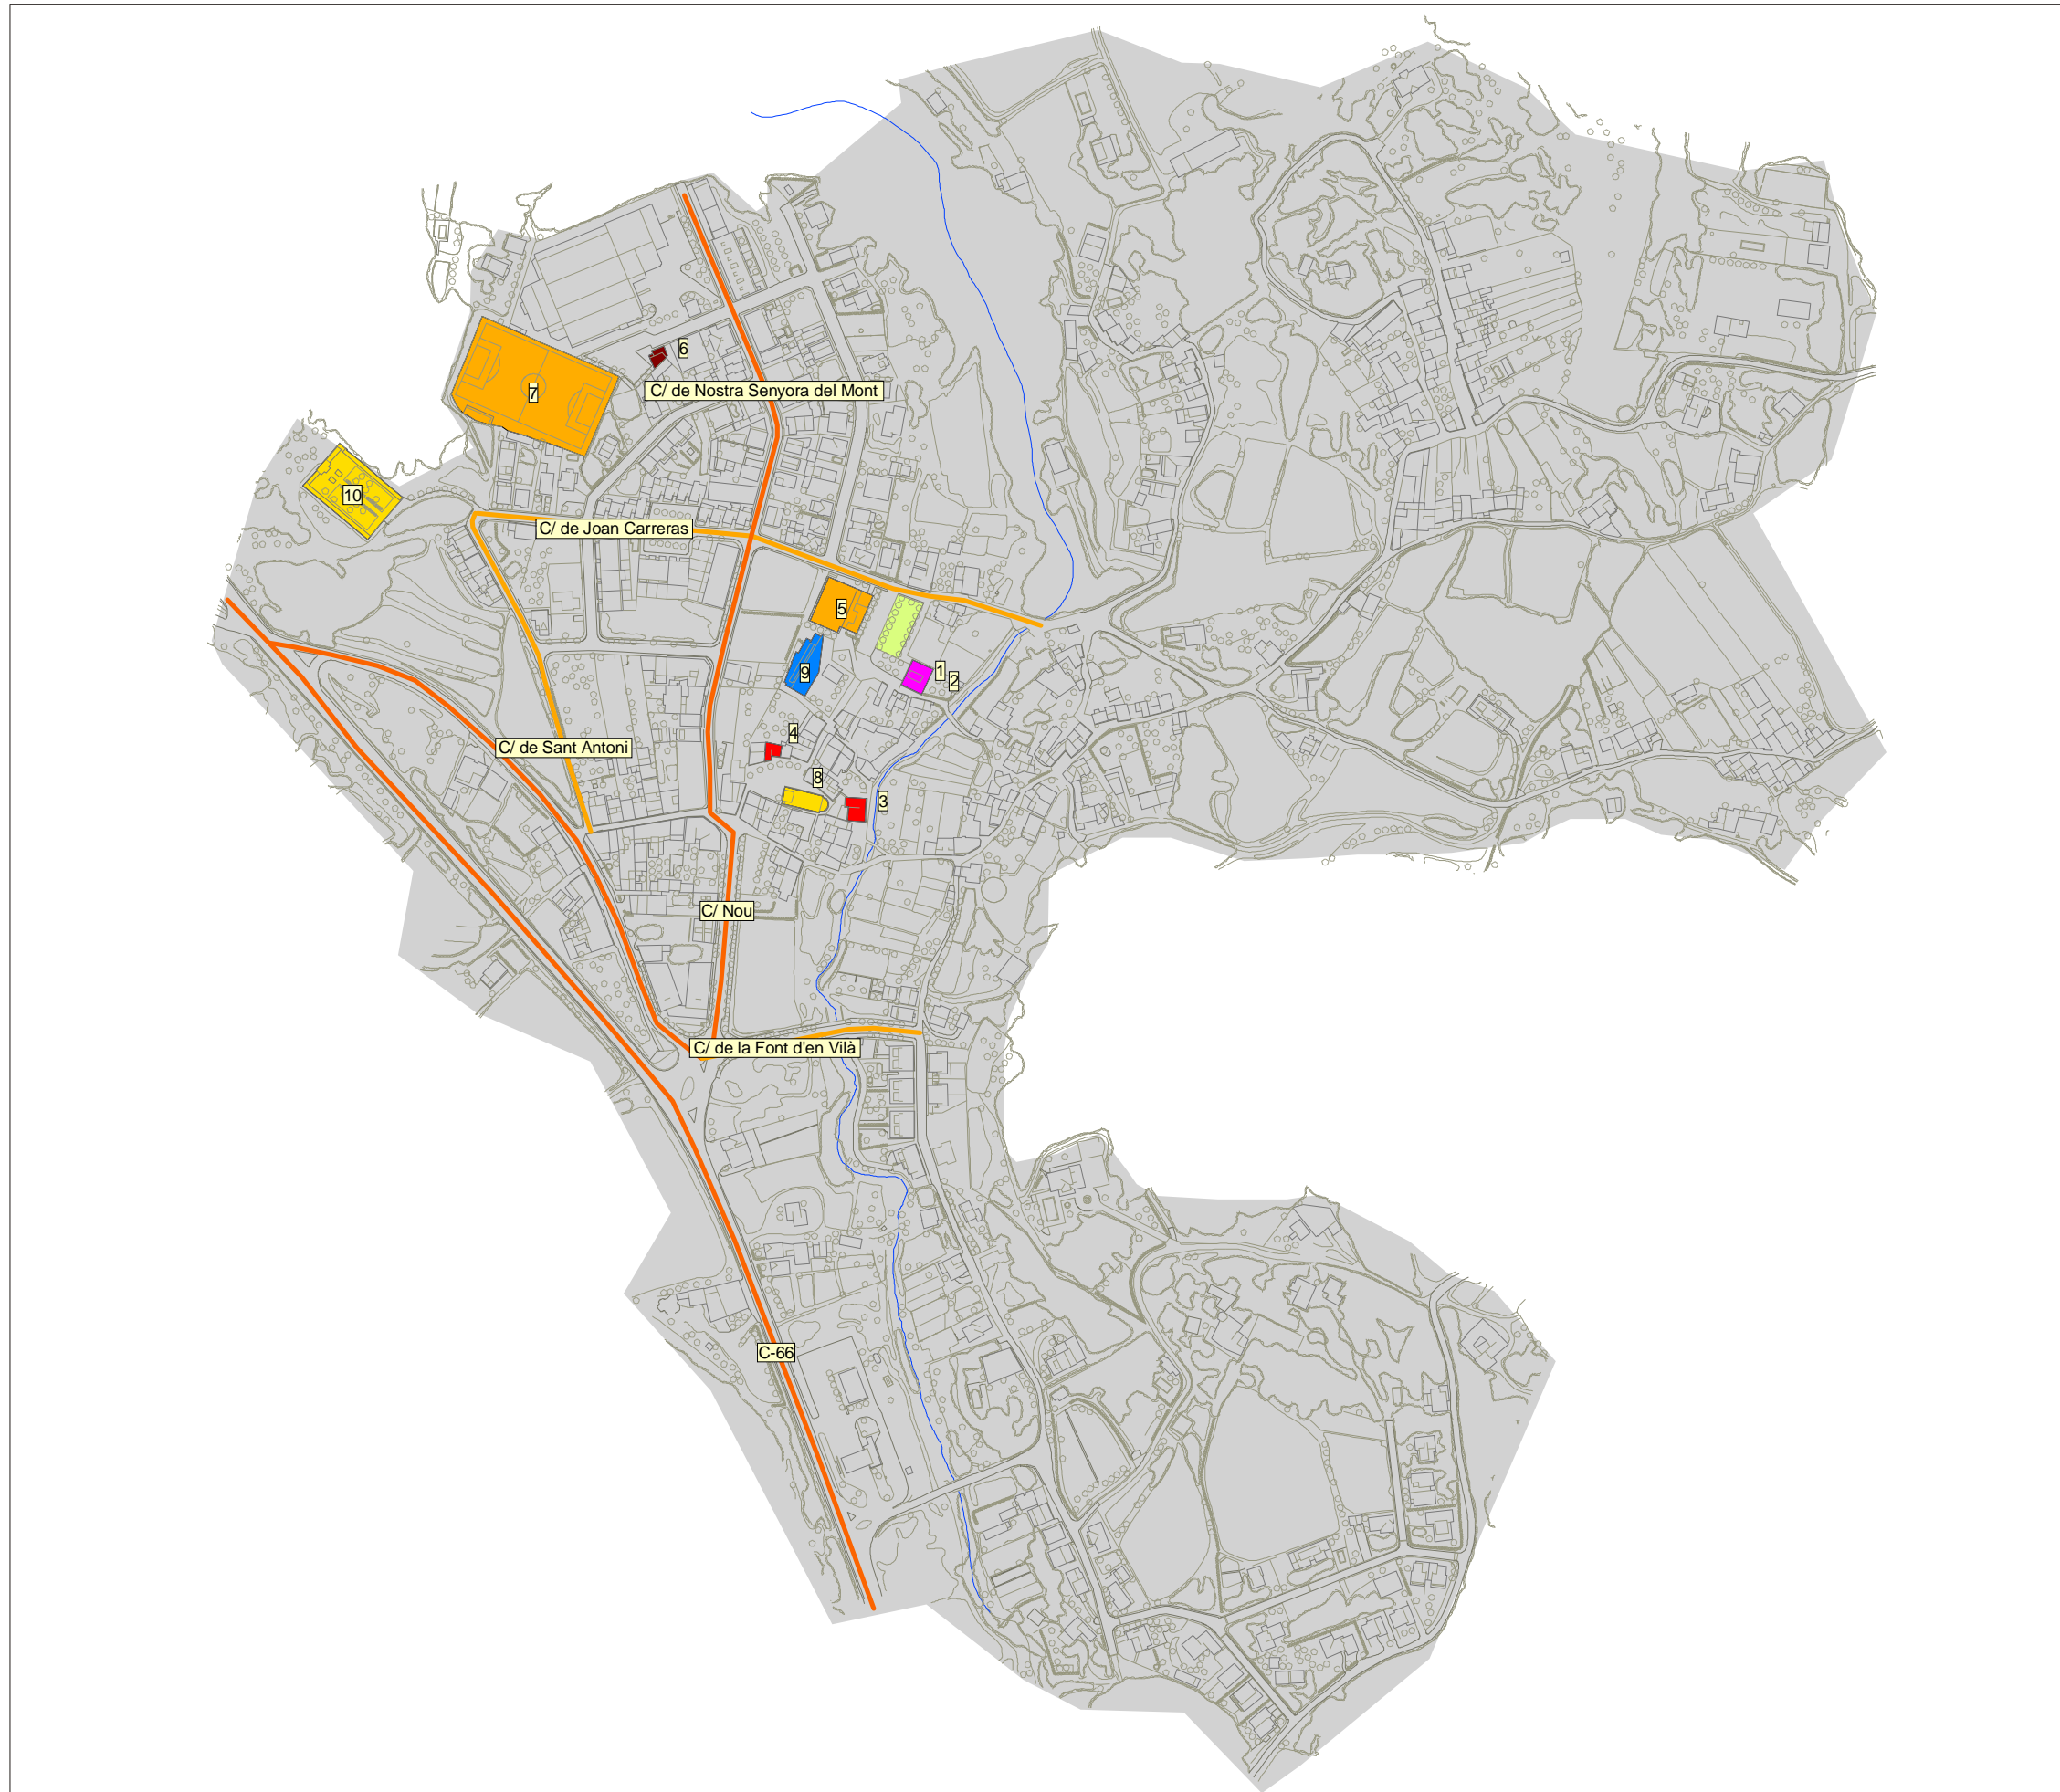 6
C/ de Nostra Senyora del Mont
7
10
C/ de Joan Carreras
5
1
9
2
4
C/ de Sant Antoni
8
3
C/ Nou
C/ de la Font d'en Vilà
C-66